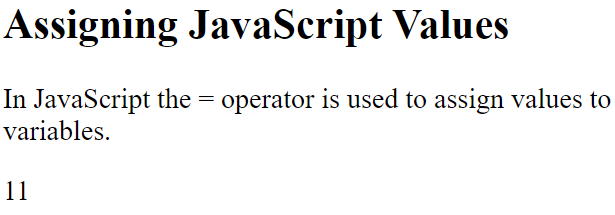 Assigning JavaScript Values
In JavaScript the = operator is used to assign values to
variables.
11